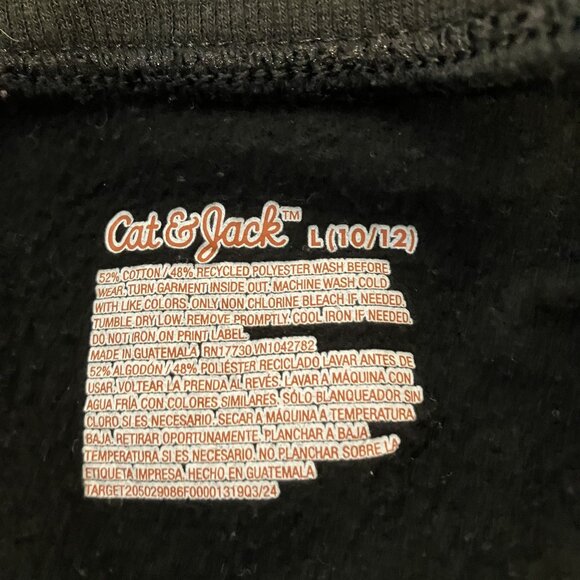 Cat & Jack™ L (10/12)
52% COTTON / 48% RECYCLED POLYESTER WASH BEFORE
WEAR. TURN GARMENT INSIDE OUT. MACHINE WASH COLD
WITH LIKE COLORS. ONLY NON CHLORINE BLEACH IF NEEDED.
TUMBLE DRY LOW. REMOVE PROMPTLY. COOL IRON IF NEEDED.
DO NOT IRON ON PRINT LABEL.
MADE IN GUATEMALA RN17730 VN1042782
52% ALGODÓN / 48% POLIÉSTER RECICLADO LAVAR ANTES DE
USAR. VOLTEAR LA PRENDA AL REVÉS. LAVAR A MÁQUINA CON
AGUA FRÍA CON COLORES SIMILARES. SÓLO BLANQUEADOR SIN
CLORO SI ES NECESARIO. SECAR A MÁQUINA A TEMPERATURA
BAJA. RETIRAR OPORTUNAMENTE. PLANCHAR A BAJA
TEMPERATURA SI ES NECESARIO. NO PLANCHAR SOBRE LA
ETIQUETA IMPRESA. HECHO EN GUATEMALA
TARGET205029086F00001319Q3/24